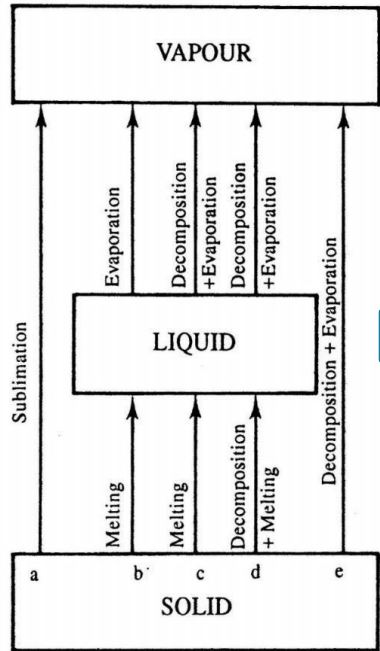 VAPOUR
Sublimation
Evaporation
Decomposition
+Evaporation
Decomposition
+Evaporation
Decomposition + Evaporation
LIQUID
Melting
Melting
Decomposition
+ Melting
a
b
c
d
e
SOLID